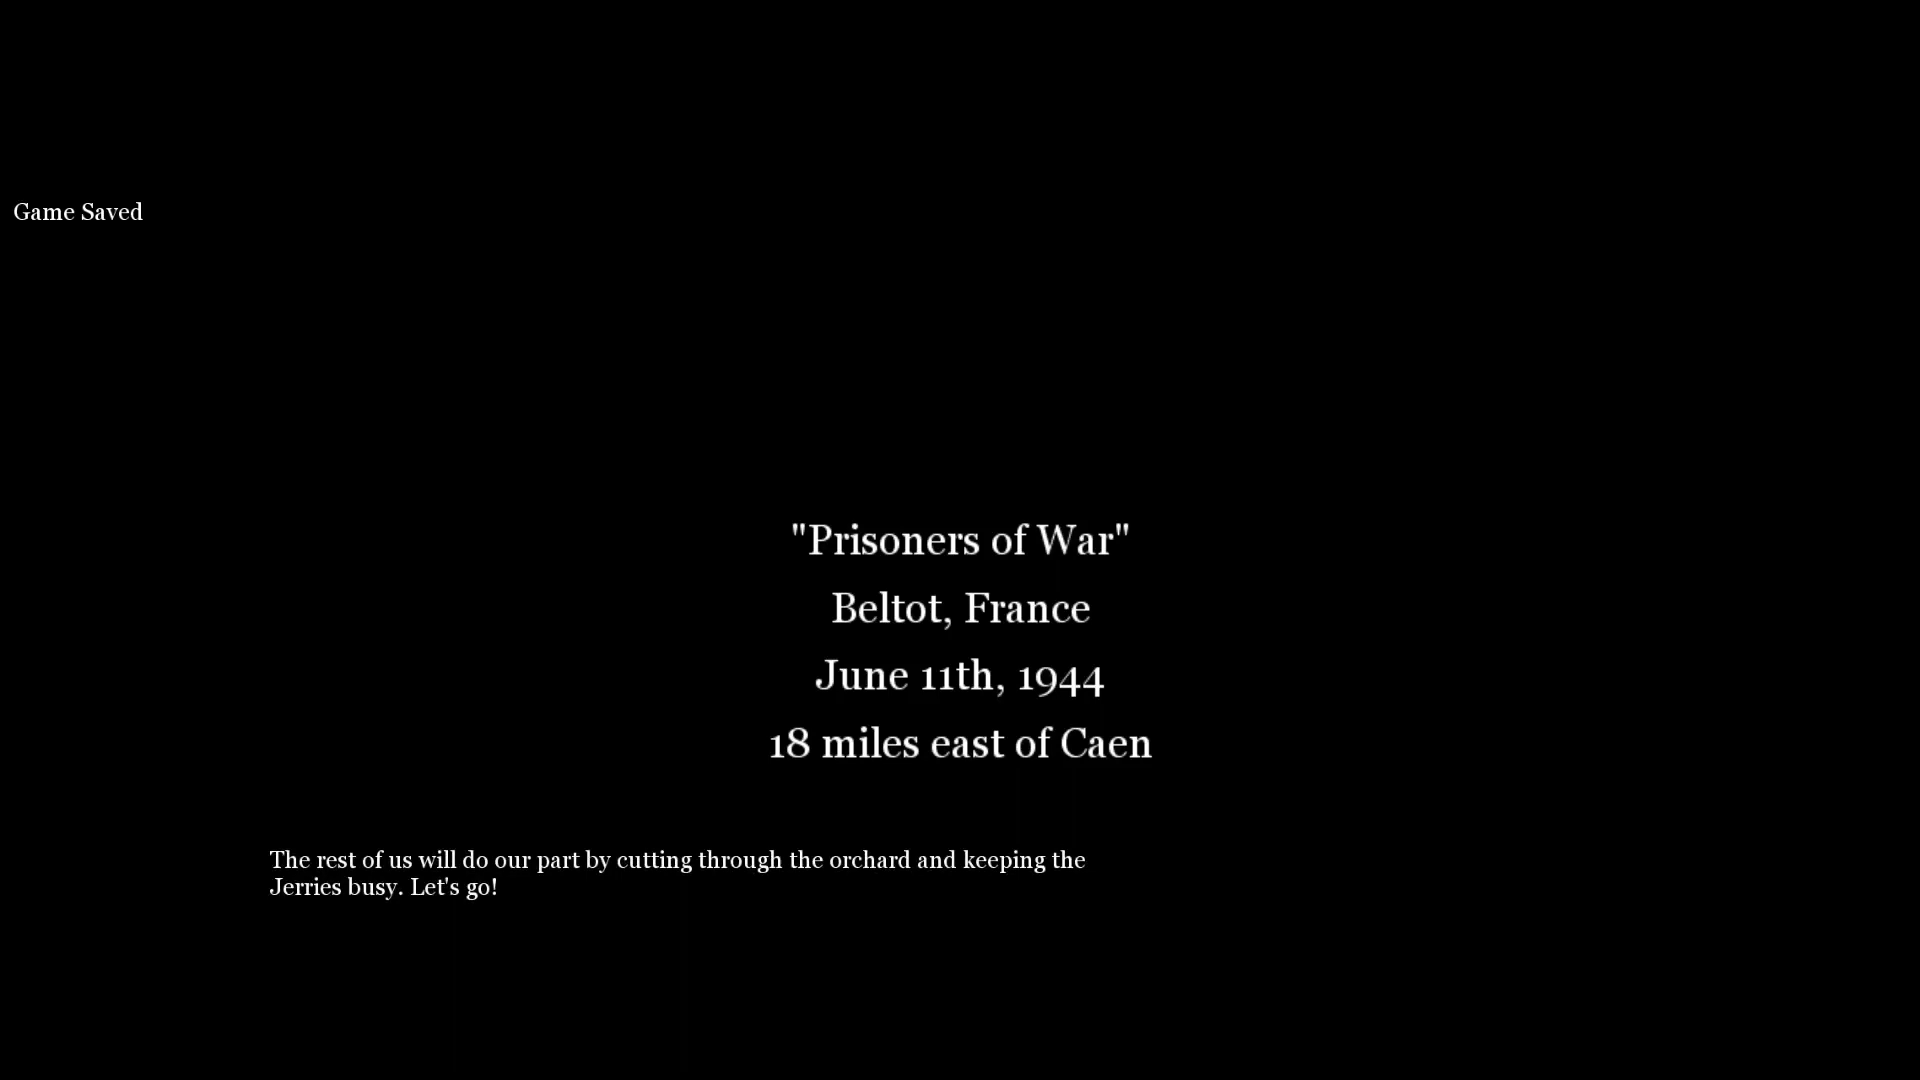 Game Saved
"Prisoners of War"
Beltot, France
June 11th, 1944
18 miles east of Caen
The rest of us will do our part by cutting through the orchard and keeping the
Jerries busy. Let's go!